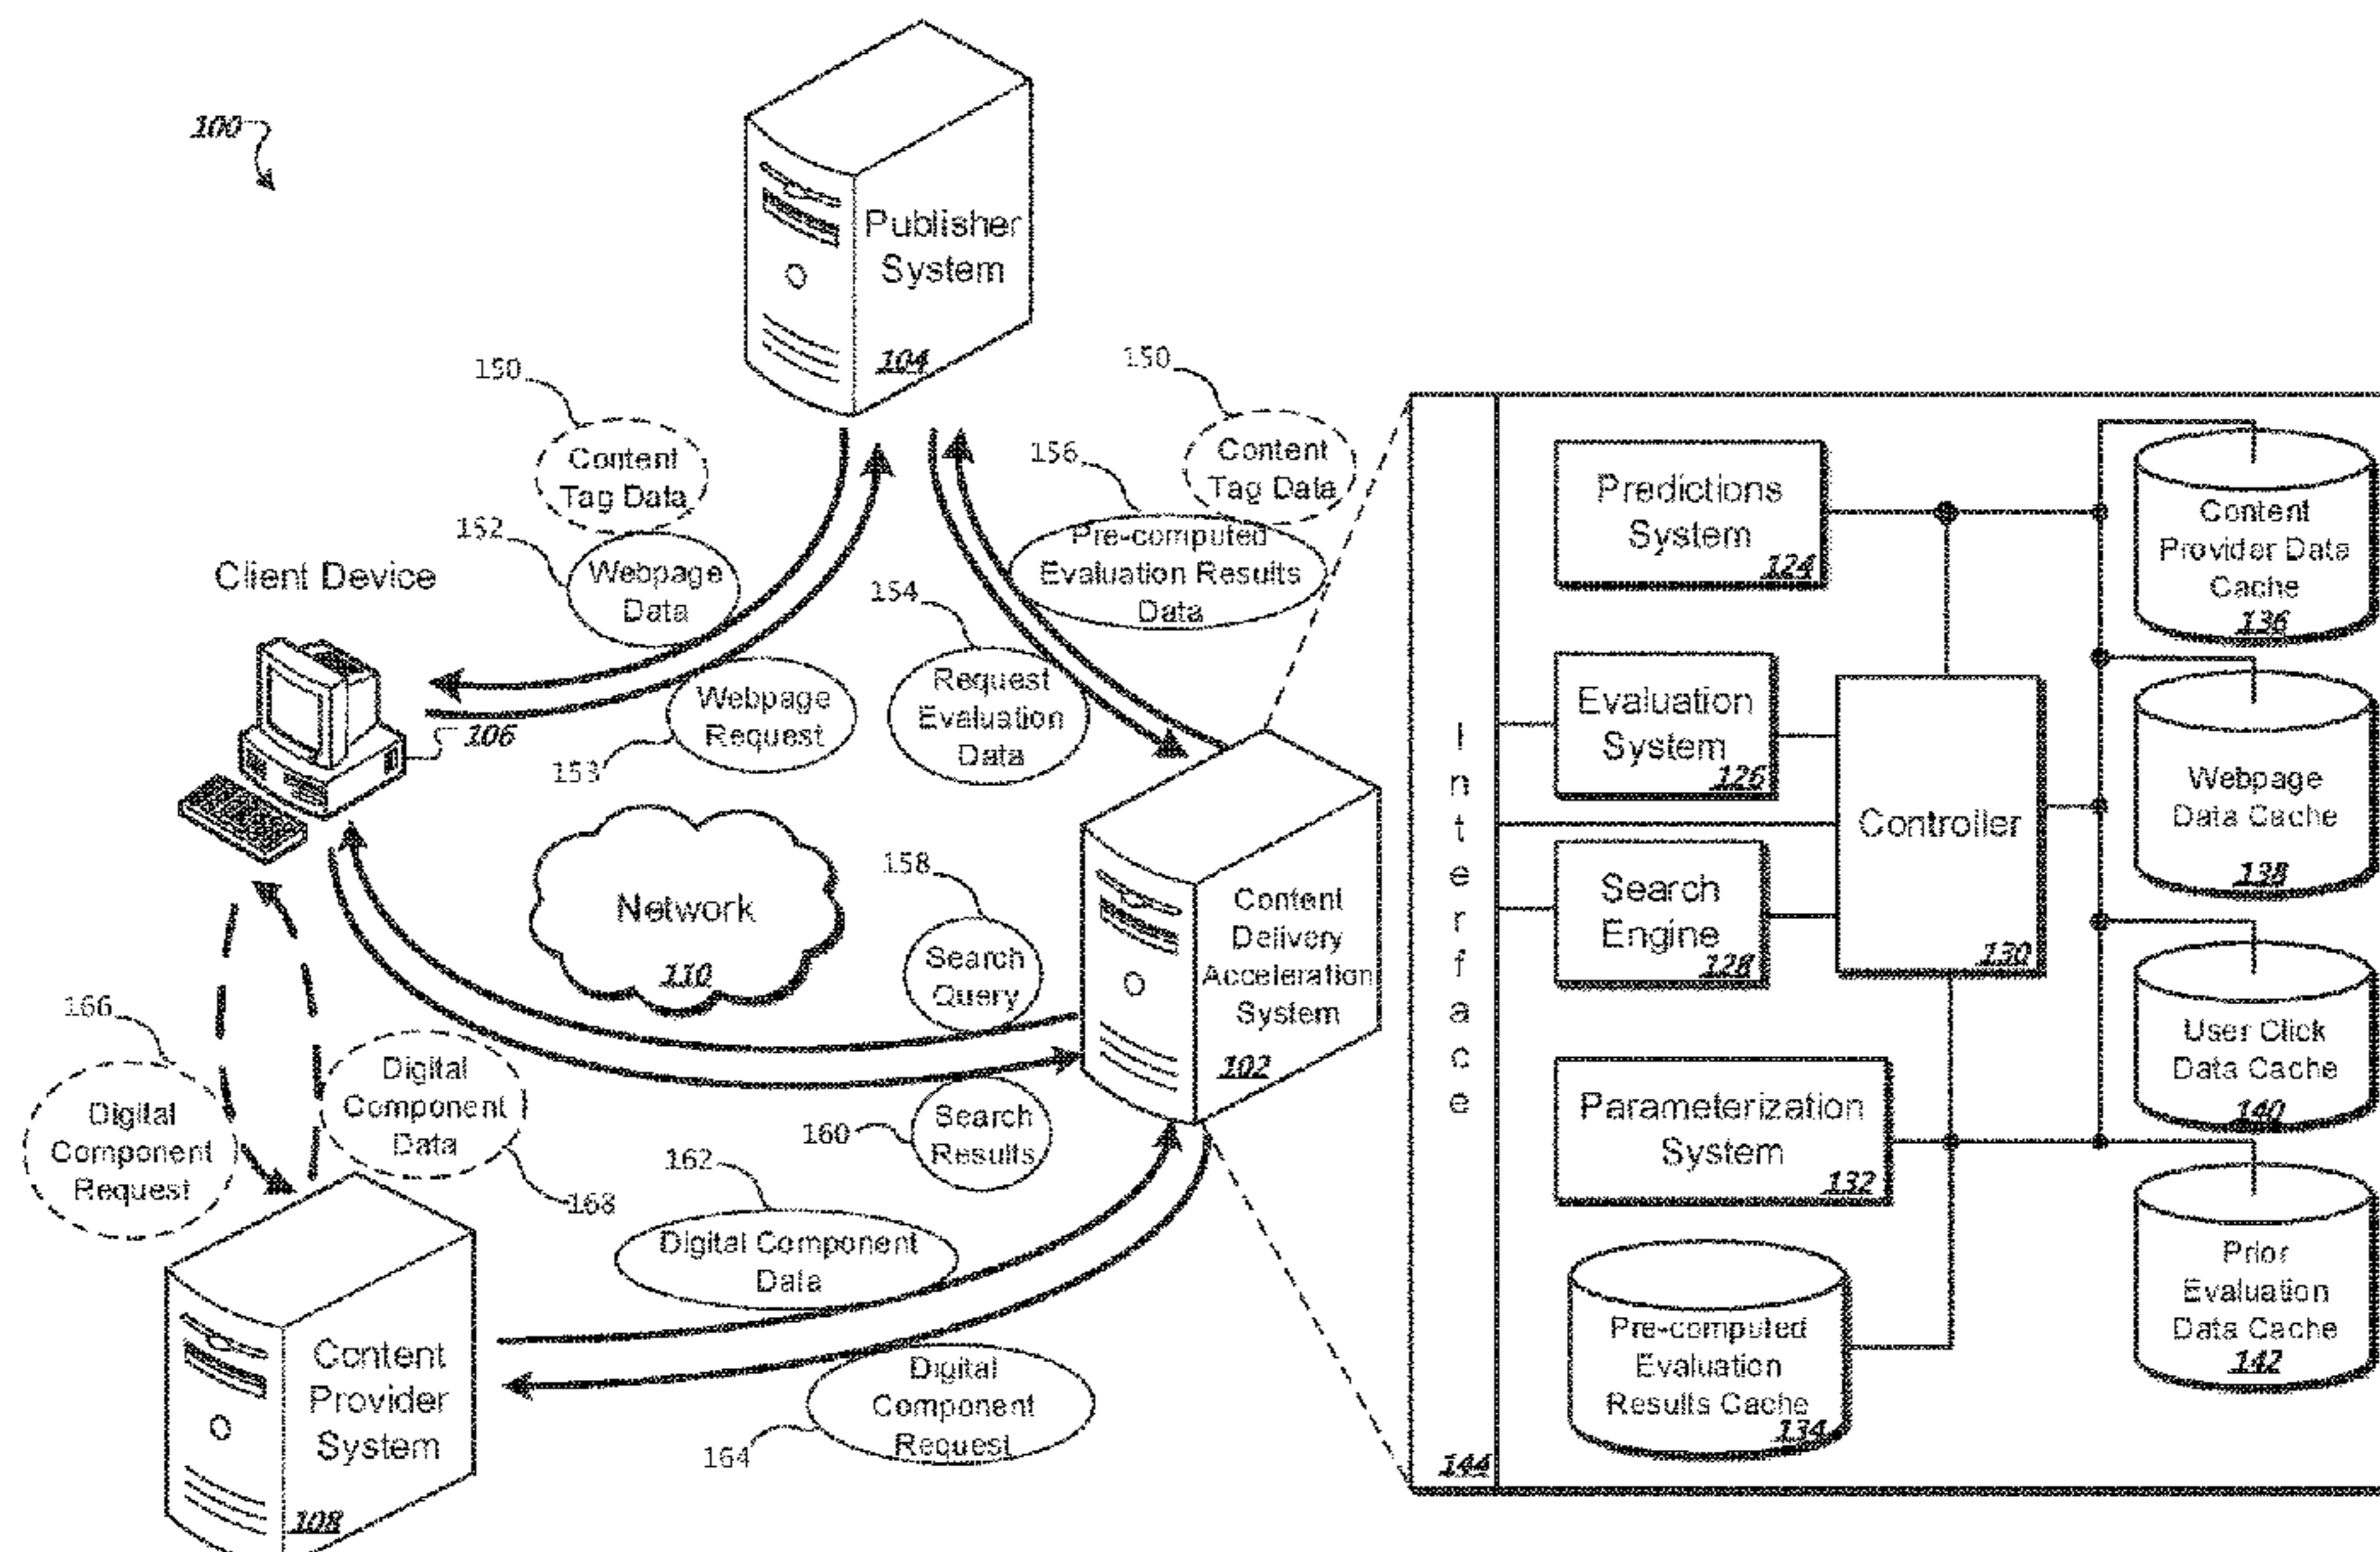 100
Publisher
System
104
150
Content
Tag Data
152
Webpage
Data
Client Device
106
Webpage
Request
153
150
Content
Tag Data
156
Pre-computed
Evaluation Results
Data
154
Request
Evaluation
Data
Network
110
158
Search
Query
Content
Delivery
Acceleration
System
102
160
Search
Results
166
Digital
Component
Request
Digital
Component
Data
168
162
Digital Component
Data
Digital
Component
Request
164
Content
Provider
System
108
Interface
144
Predictions
System
124
Evaluation
System
126
Search
Engine
128
Controller
130
Parameterization
System
132
Pre-computed
Evaluation
Results Cache
134
Content
Provider Data
Cache
136
Webpage
Data Cache
138
User Click
Data Cache
140
Prior
Evaluation
Data Cache
142